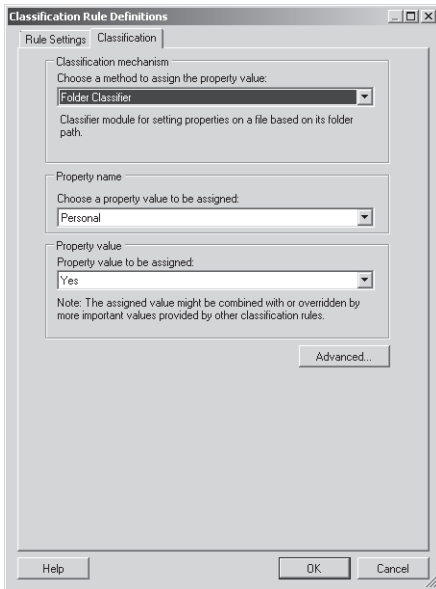 Classification Rule Definitions
Rule Settings
Classification
Classification mechanism
Choose a method to assign the property value:
Folder Classifier
Classifier module for setting properties on a file based on its folder
path.
Property name
Choose a property value to be assigned:
Personal
Property value
Property value to be assigned:
Yes
Note: The assigned value might be combined with or overridden by
more important values provided by other classification rules.
Advanced...
Help
OK
Cancel